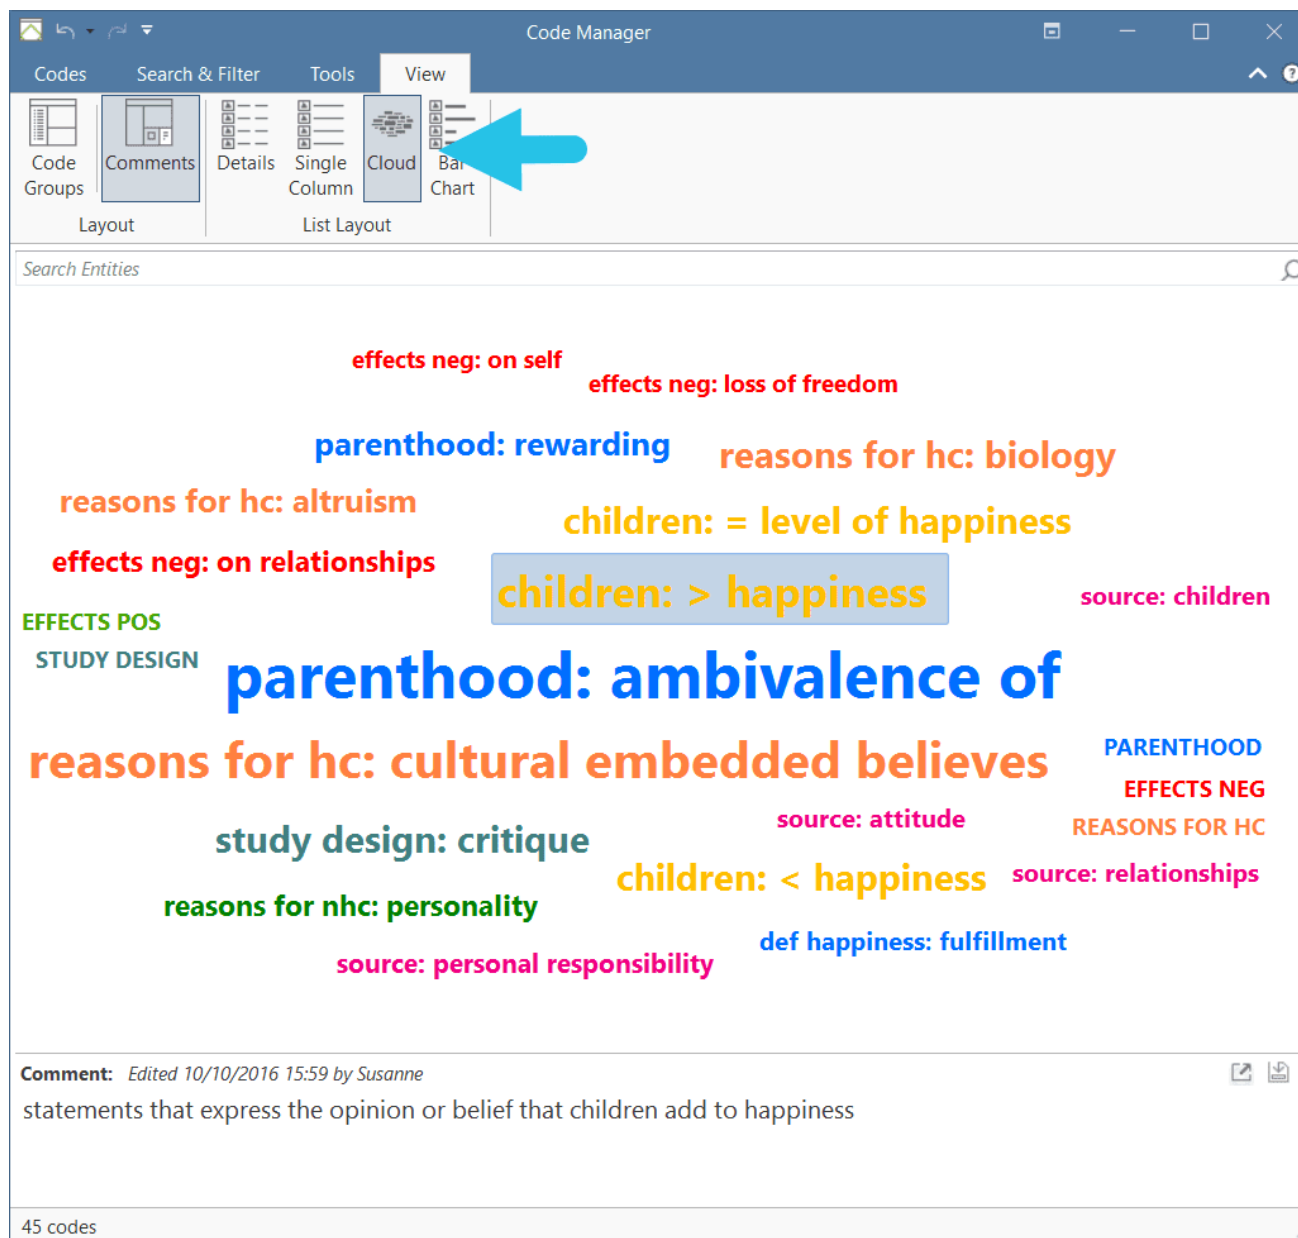 Code Manager
Codes Search & Filter Tools View
?
Code Groups
Comments
Details
Single Column
Cloud
Bar Chart
Layout List Layout
Search Entities
effects neg: on self
effects neg: loss of freedom
parenthood: rewarding
reasons for hc: biology
reasons for hc: altruism
children: = level of happiness
effects neg: on relationships
children: > happiness
source: children
EFFECTS POS
STUDY DESIGN
parenthood: ambivalence of
reasons for hc: cultural embedded believes
PARENTHOOD
EFFECTS NEG
source: attitude
REASONS FOR HC
study design: critique
children: < happiness
source: relationships
reasons for nhc: personality
def happiness: fulfillment
source: personal responsibility
Comment: Edited 10/10/2016 15:59 by Susanne
statements that express the opinion or belief that children add to happiness
45 codes